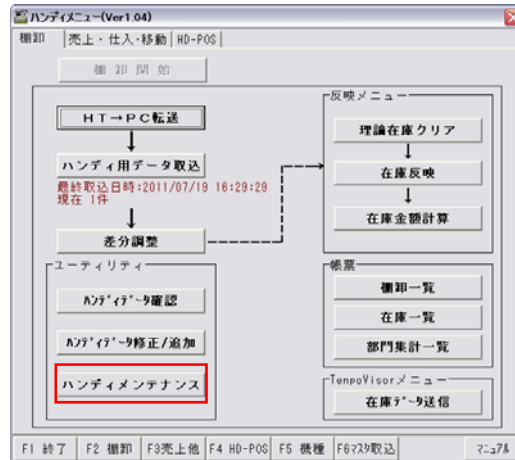 ハンディメニュー(Ver1.04)
棚卸 売上・仕入・移動 HD-POS
棚 卸 開 始
HT→PC転送
ハンディ用データ取込
最終取込日時:2011/07/19 16:29:29
現在 1件
差分調整
反映メニュー
理論在庫クリア
在庫反映
在庫金額計算
ユーティリティ
ハンディデータ確認
ハンディデータ修正/追加
ハンディメンテナンス
帳票
棚卸一覧
在庫一覧
部門集計一覧
TenpoVisorメニュー
在庫データ送信
F1 終了 F2 棚卸 F3売上他 F4 HD-POS F5 機種 F6マスタ取込 マニュアル